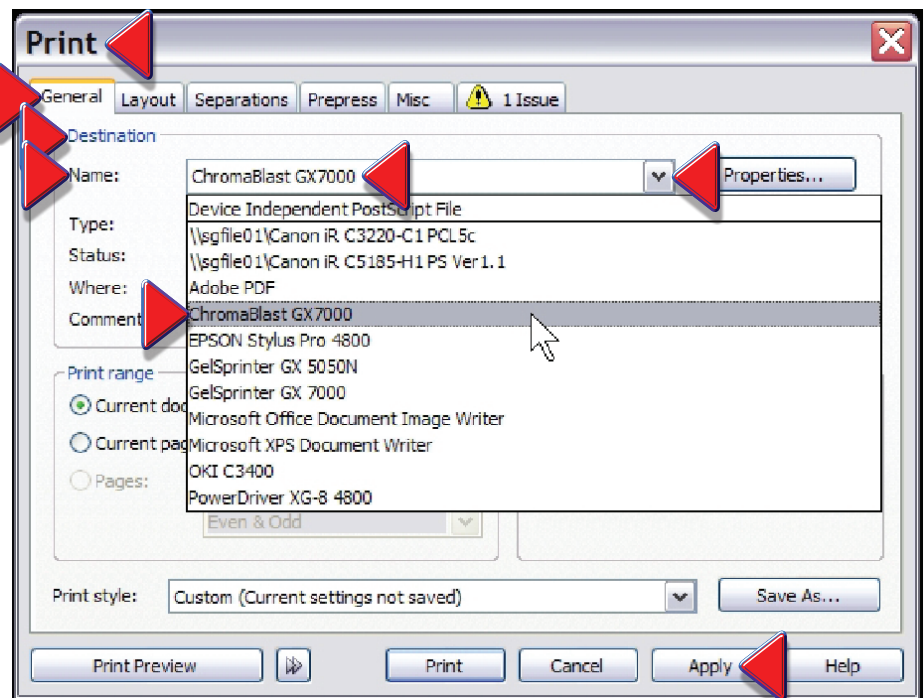 Print
General Layout Separations Prepress Misc 1 Issue
Destination
Name: ChromaBlast GX7000 Properties...
Device Independent PostScript File
Type: \\sgfile01\Canon iR C3220-C1 PCL5c
Status: \\sgfile01\Canon iR C5185-H1 PS Ver1.1
Where: Adobe PDF
Comment ChromaBlast GX7000
EPSON Stylus Pro 4800
Print range GelSprinter GX 5050N
Current doc GelSprinter GX 7000
Microsoft Office Document Image Writer
Current pag Microsoft XPS Document Writer
Pages: OKI C3400
PowerDriver XG-8 4800
Even & Odd
Print style: Custom (Current settings not saved) Save As...
Print Preview Print Cancel Apply Help